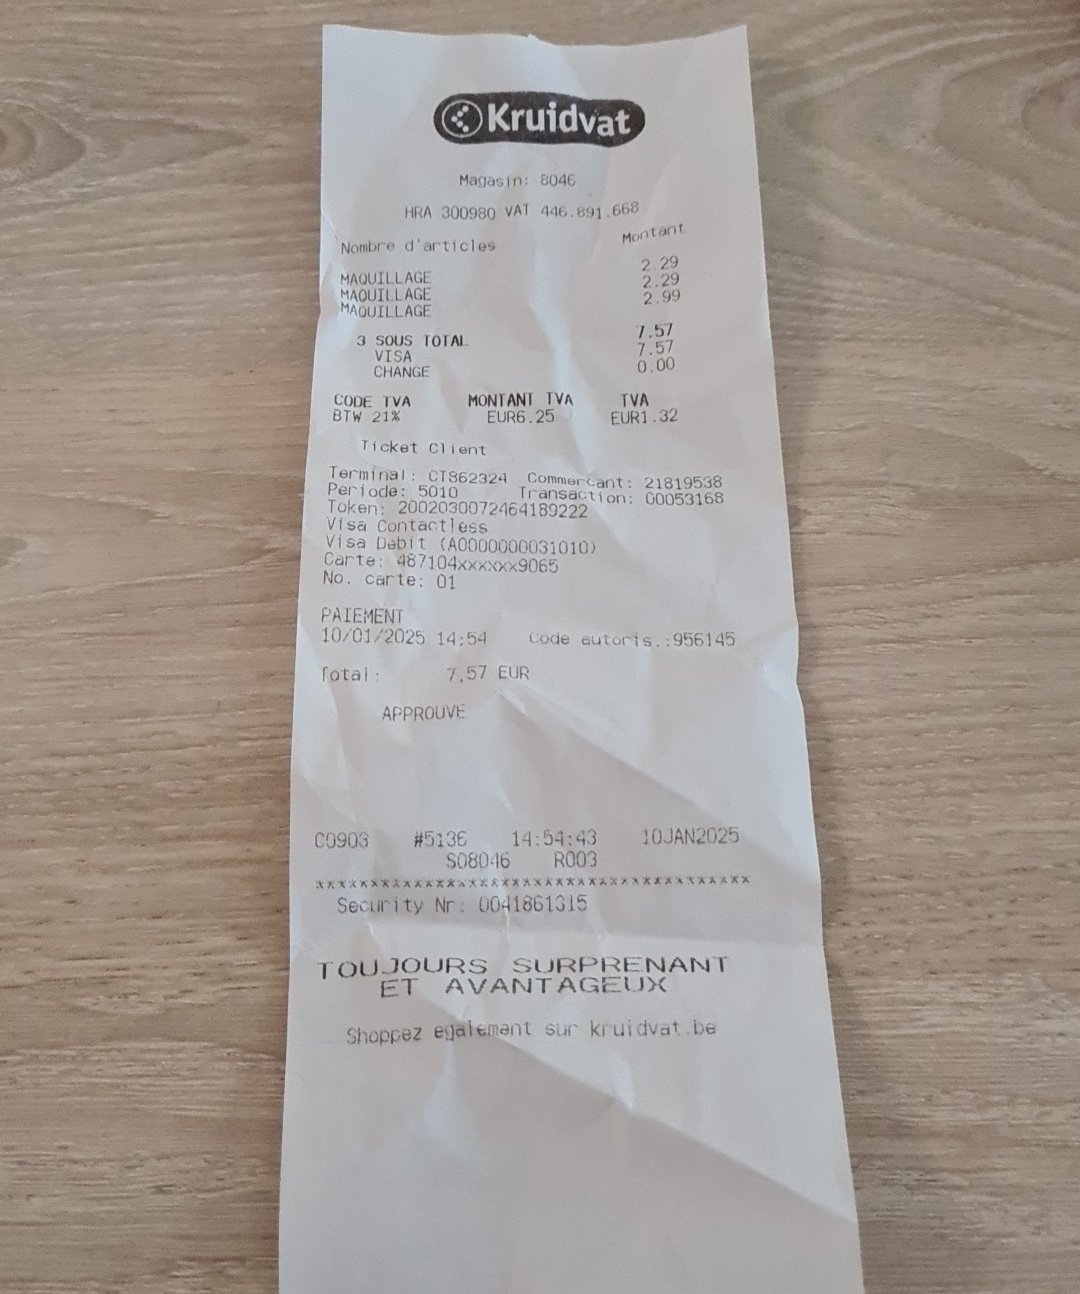 Kruidvat
Magasin: 8046
HRA 300980 VAT 446.891.668
Nombre d'articles Montant
MAQUILLAGE 2.29
MAQUILLAGE 2.29
MAQUILLAGE 2.99
3 SOUS TOTAL 7.57
VISA 7.57
CHANGE 0.00
CODE TVA MONTANT TVA TVA
BTW 21% EUR6.25 EUR1.32
Ticket Client
Terminal: CT862324 Commercant: 21819538
Periode: 5010 Transaction: 00053168
Token: 2002030072464189222
Visa Contactless
Visa Debit (A0000000031010)
Carte: 487104xxxxxx9065
No. carte: 01
PAIEMENT
10/01/2025 14:54 Code autoris.:956145
Total: 7,57 EUR
APPROUVE
C0903 #5136 14:54:43 10JAN2025
S08046 R003
***********************************************
Security Nr: 0041861315
TOUJOURS SURPRENANT
ET AVANTAGEUX
Shoppez egalement sur kruidvat.be